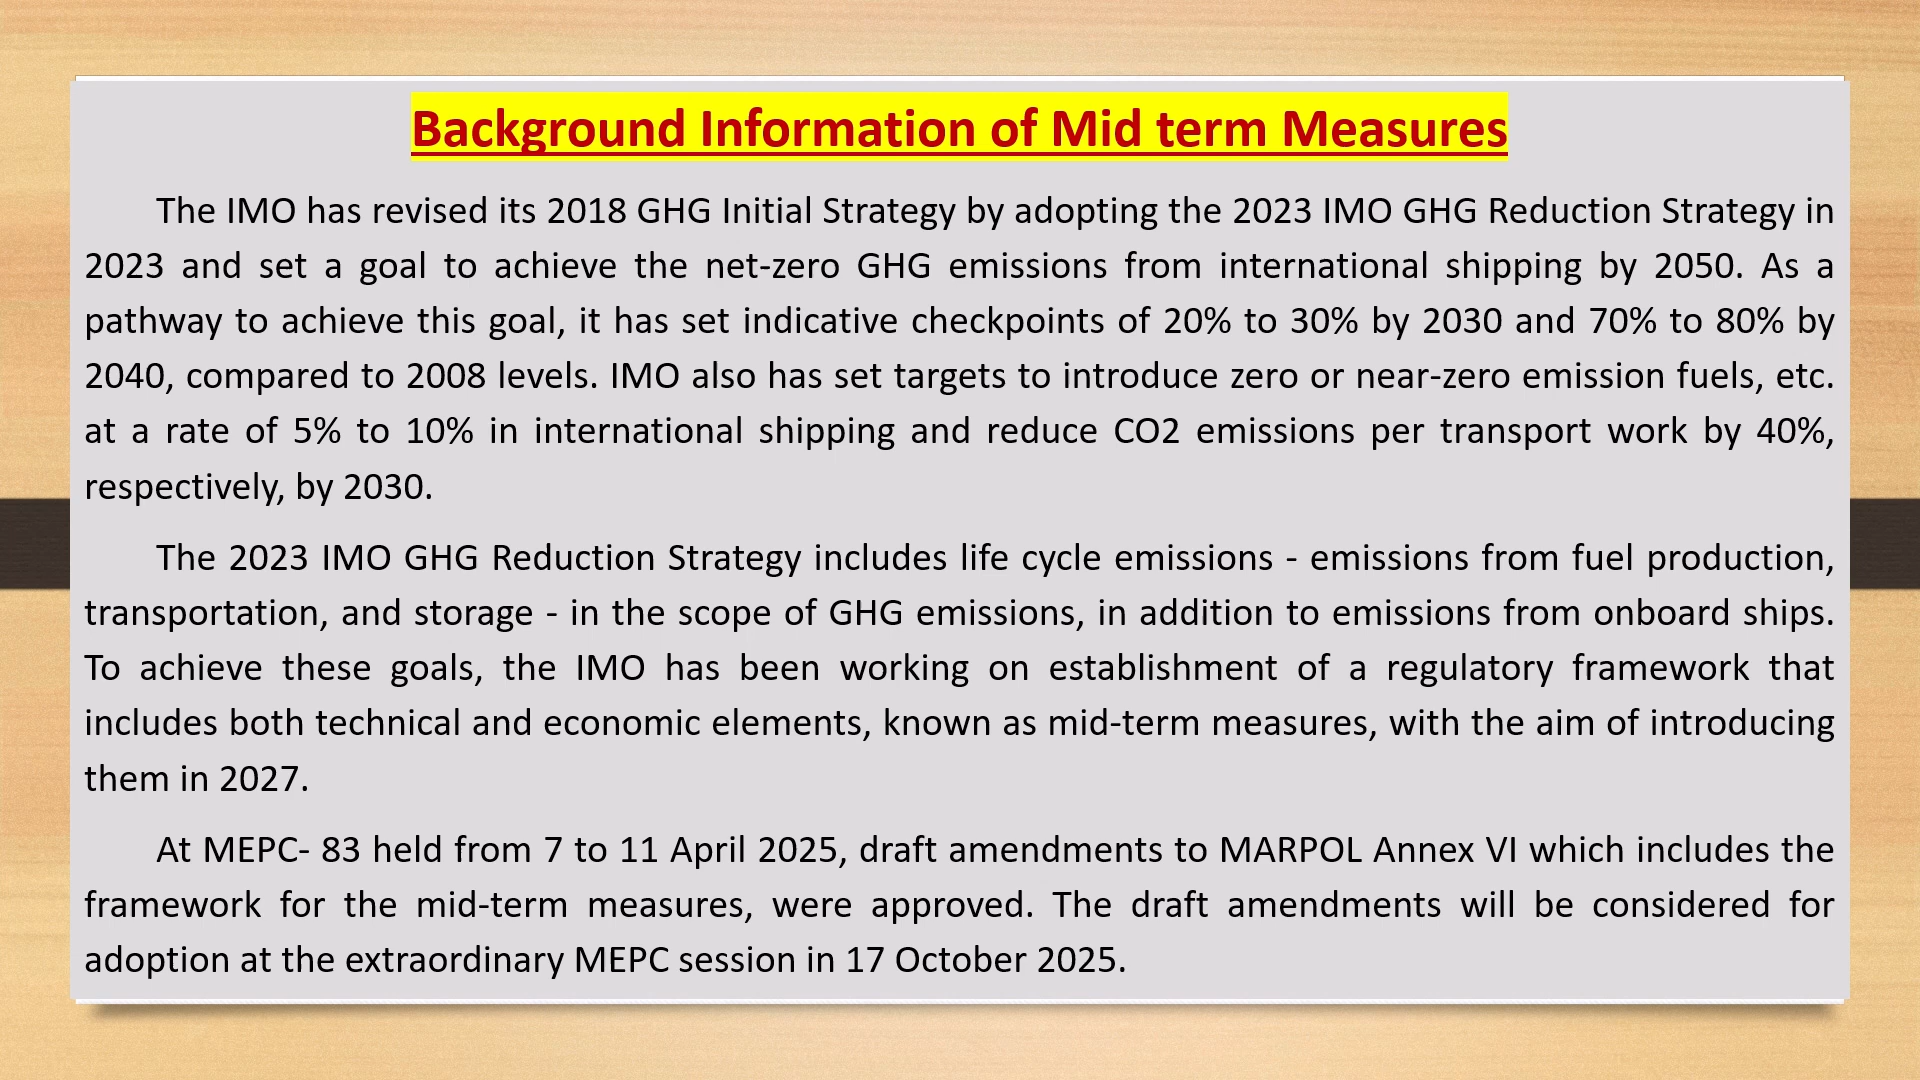 Background Information of Mid term Measures
The IMO has revised its 2018 GHG Initial Strategy by adopting the 2023 IMO GHG Reduction Strategy in
2023 and set a goal to achieve the net-zero GHG emissions from international shipping by 2050. As a
pathway to achieve this goal, it has set indicative checkpoints of 20% to 30% by 2030 and 70% to 80% by
2040, compared to 2008 levels. IMO also has set targets to introduce zero or near-zero emission fuels, etc.
at a rate of 5% to 10% in international shipping and reduce CO2 emissions per transport work by 40%,
respectively, by 2030.
The 2023 IMO GHG Reduction Strategy includes life cycle emissions - emissions from fuel production,
transportation, and storage - in the scope of GHG emissions, in addition to emissions from onboard ships.
To achieve these goals, the IMO has been working on establishment of a regulatory framework that
includes both technical and economic elements, known as mid-term measures, with the aim of introducing
them in 2027.
At MEPC- 83 held from 7 to 11 April 2025, draft amendments to MARPOL Annex VI which includes the
framework for the mid-term measures, were approved. The draft amendments will be considered for
adoption at the extraordinary MEPC session in 17 October 2025.